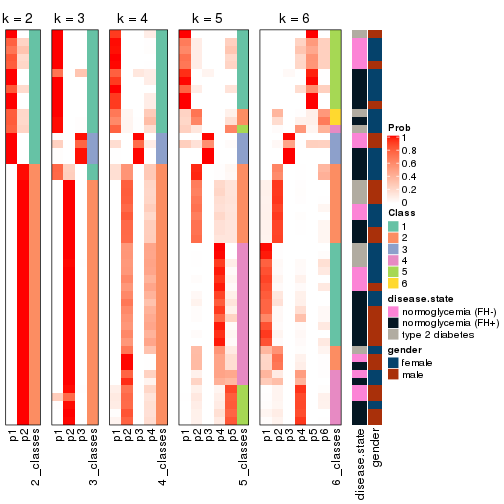 k = 2 k = 3 k = 4 k = 5 k = 6
Prob
1
0.8
0.6
0.4
0.2
0
Class
1
2
3
4
5
6
disease.state
normoglycemia (FH-)
normoglycemia (FH+)
type 2 diabetes
gender
female
male
p1 p2 2_classes p1 p2 p3 3_classes p1 p2 p3 p4 4_classes p1 p2 p3 p4 p5 5_classes p1 p2 p3 p4 p5 p6 6_classes disease.state gender